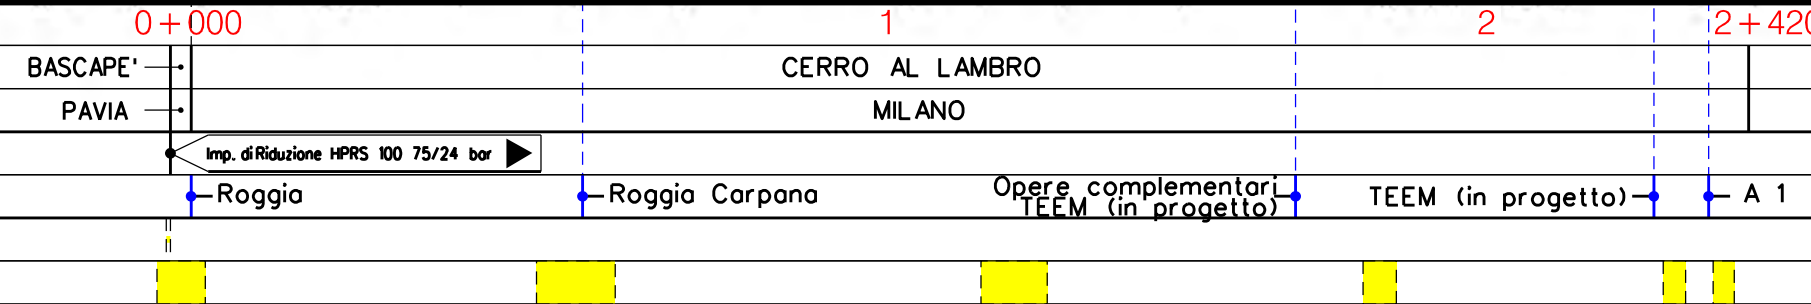 0+000 1 2 2+420
BASCAPE' CERRO AL LAMBRO
PAVIA MILANO
Imp. di Riduzione HPRS 100 75/24 bar
Roggia Roggia Carpana Opere complementari TEEM (in progetto) TEEM (in progetto) A 1